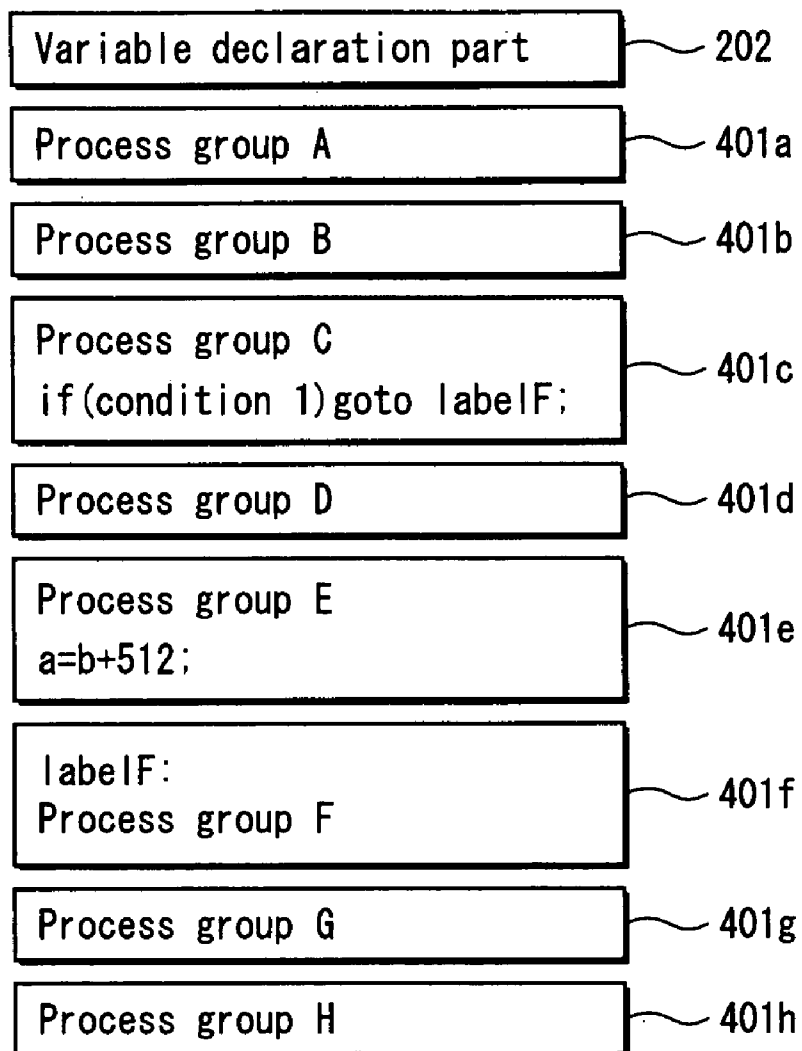 Variable declaration part 202
Process group A 401a
Process group B 401b
Process group C
if(condition 1)goto labelF; 401c
Process group D 401d
Process group E
a=b+512; 401e
labelF:
Process group F 401f
Process group G 401g
Process group H 401h